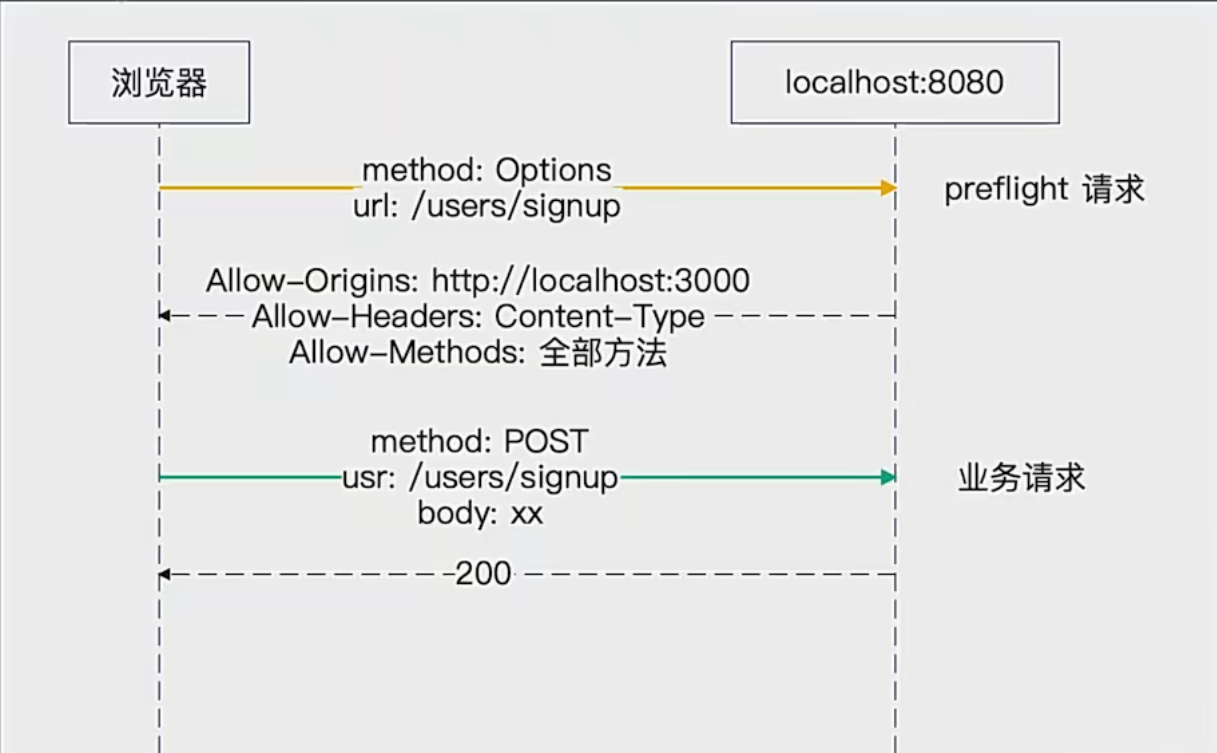 浏览器
localhost:8080
method: Options
url: /users/signup
preflight 请求
Allow-Origins: http://localhost:3000
Allow-Headers: Content-Type
Allow-Methods: 全部方法
method: POST
usr: /users/signup
body: xx
业务请求
200